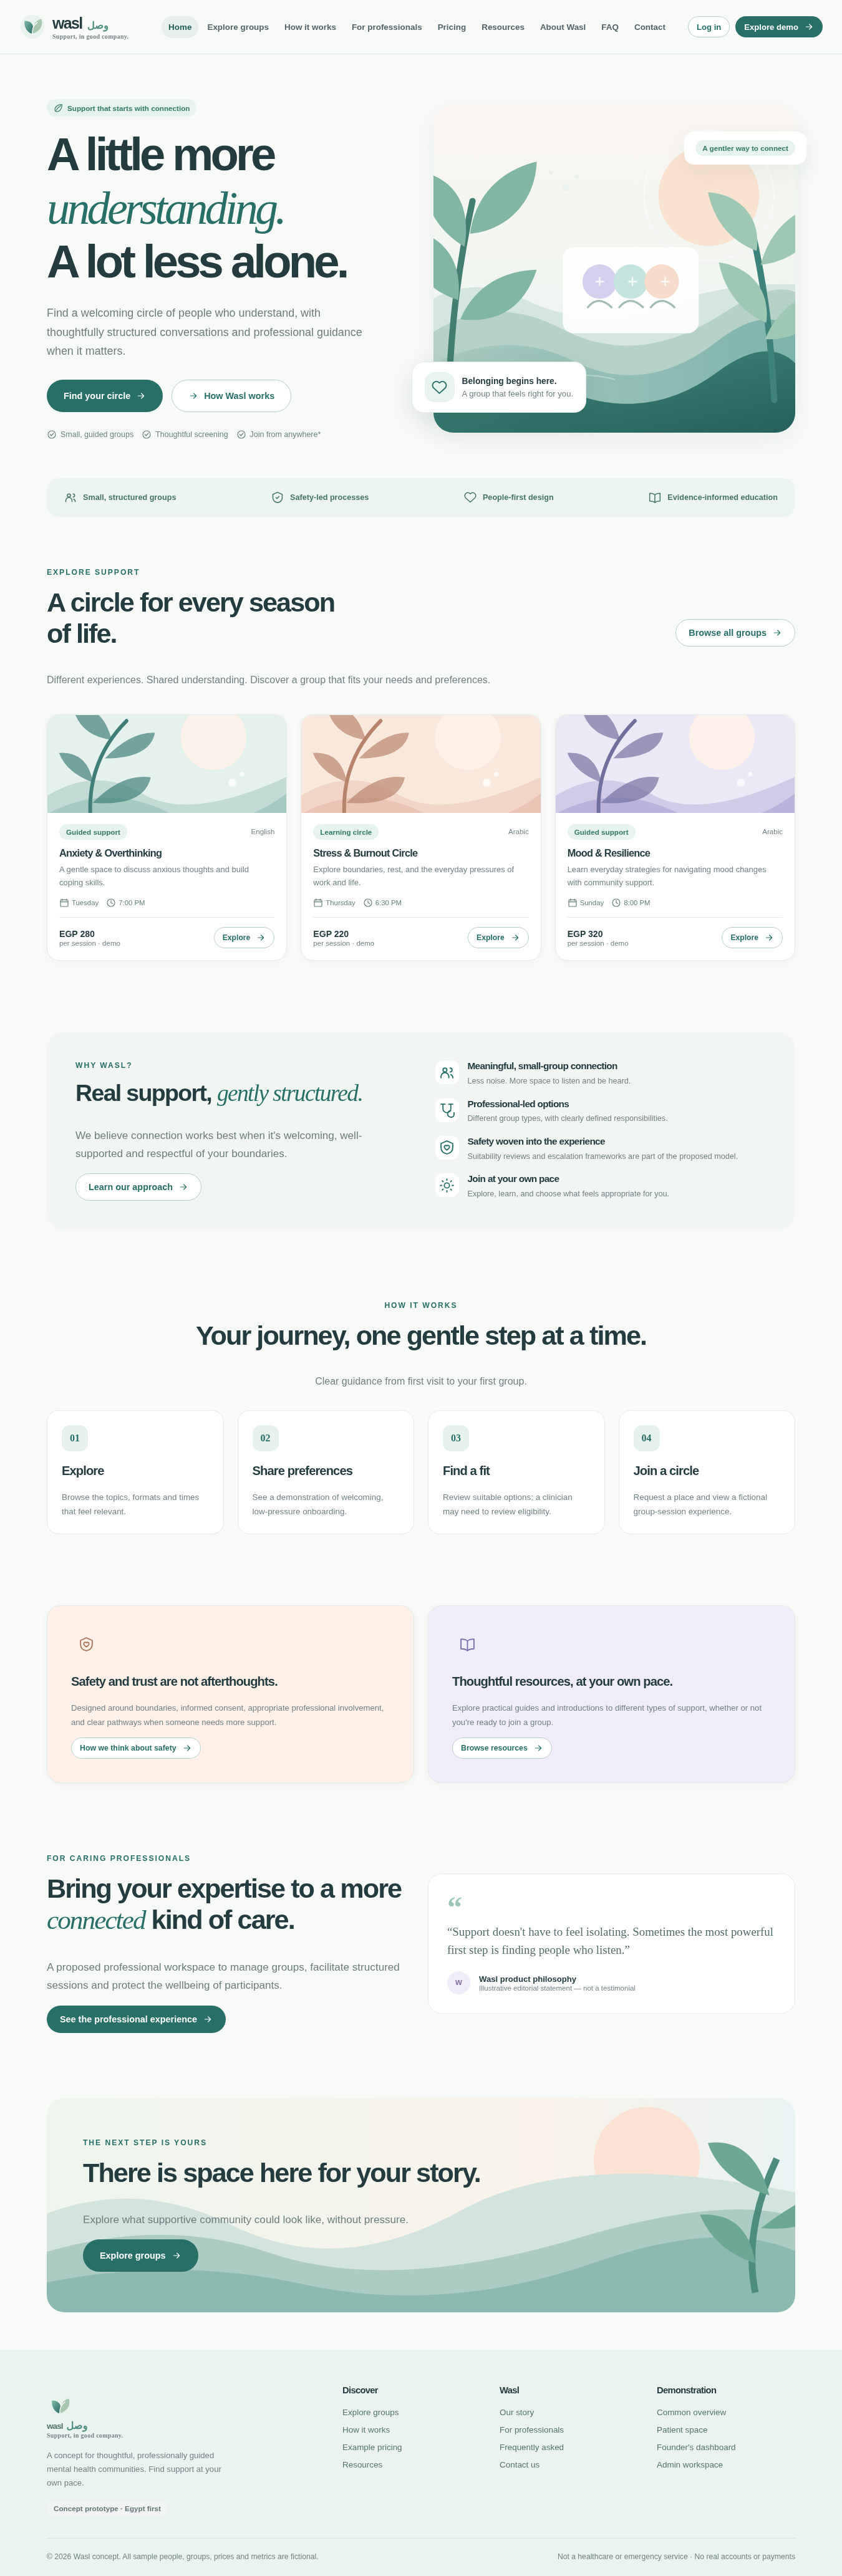 wasl وصل
Support, in good company.
Home Explore groups How it works For professionals Pricing Resources About Wasl FAQ Contact Log in Explore demo
Support that starts with connection
A little more
understanding.
A lot less alone.
Find a welcoming circle of people who understand, with
thoughtfully structured conversations and professional guidance
when it matters.
Find your circle How Wasl works
Small, guided groups Thoughtful screening Join from anywhere*
A gentler way to connect
Belonging begins here.
A group that feels right for you.
Small, structured groups Safety-led processes People-first design Evidence-informed education
EXPLORE SUPPORT
A circle for every season
of life.
Browse all groups
Different experiences. Shared understanding. Discover a group that fits your needs and preferences.
Guided support English
Anxiety & Overthinking
A gentle space to discuss anxious thoughts and build
coping skills.
Tuesday 7:00 PM
EGP 280
per session · demo
Explore
Learning circle Arabic
Stress & Burnout Circle
Explore boundaries, rest, and the everyday pressures of
work and life.
Thursday 6:30 PM
EGP 220
per session · demo
Explore
Guided support Arabic
Mood & Resilience
Learn everyday strategies for navigating mood changes
with community support.
Sunday 8:00 PM
EGP 320
per session · demo
Explore
WHY WASL?
Real support, gently structured.
We believe connection works best when it's welcoming, well-
supported and respectful of your boundaries.
Learn our approach
Meaningful, small-group connection
Less noise. More space to listen and be heard.
Professional-led options
Different group types, with clearly defined responsibilities.
Safety woven into the experience
Suitability reviews and escalation frameworks are part of the proposed model.
Join at your own pace
Explore, learn, and choose what feels appropriate for you.
HOW IT WORKS
Your journey, one gentle step at a time.
Clear guidance from first visit to your first group.
01
Explore
Browse the topics, formats and times
that feel relevant.
02
Share preferences
See a demonstration of welcoming,
low-pressure onboarding.
03
Find a fit
Review suitable options; a clinician
may need to review eligibility.
04
Join a circle
Request a place and view a fictional
group-session experience.
Safety and trust are not afterthoughts.
Designed around boundaries, informed consent, appropriate professional involvement,
and clear pathways when someone needs more support.
How we think about safety
Thoughtful resources, at your own pace.
Explore practical guides and introductions to different types of support, whether or not
you're ready to join a group.
Browse resources
FOR CARING PROFESSIONALS
Bring your expertise to a more
connected kind of care.
A proposed professional workspace to manage groups, facilitate structured
sessions and protect the wellbeing of participants.
See the professional experience
“
“Support doesn't have to feel isolating. Sometimes the most powerful
first step is finding people who listen.”
W
Wasl product philosophy
Illustrative editorial statement — not a testimonial
THE NEXT STEP IS YOURS
There is space here for your story.
Explore what supportive community could look like, without pressure.
Explore groups
wasl وصل
Support, in good company.
A concept for thoughtful, professionally guided
mental health communities. Find support at your
own pace.
Concept prototype · Egypt first
Discover
Explore groups
How it works
Example pricing
Resources
Wasl
Our story
For professionals
Frequently asked
Contact us
Demonstration
Common overview
Patient space
Founder's dashboard
Admin workspace
© 2026 Wasl concept. All sample people, groups, prices and metrics are fictional.
Not a healthcare or emergency service · No real accounts or payments